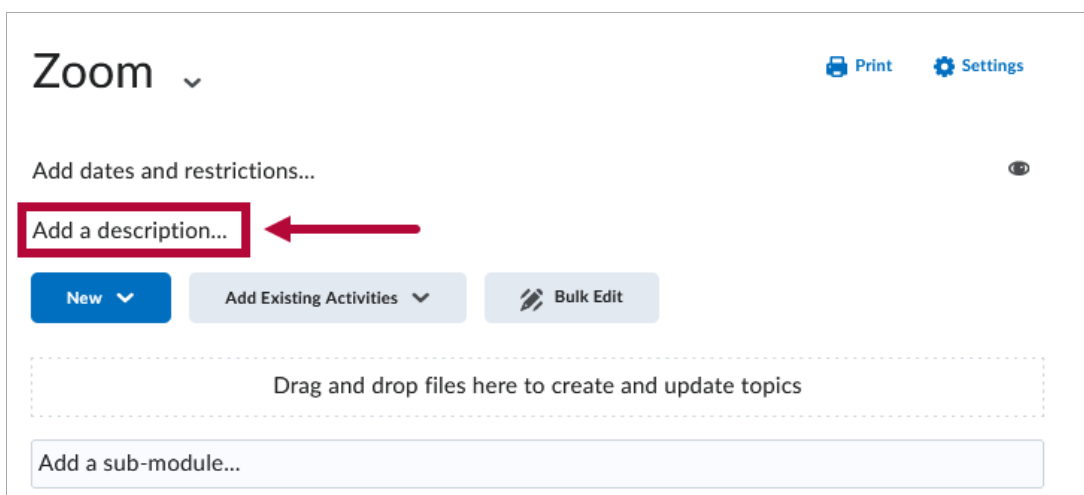 Zoom
Print
Settings
Add dates and restrictions...
Add a description...
New
Add Existing Activities
Bulk Edit
Drag and drop files here to create and update topics
Add a sub-module...